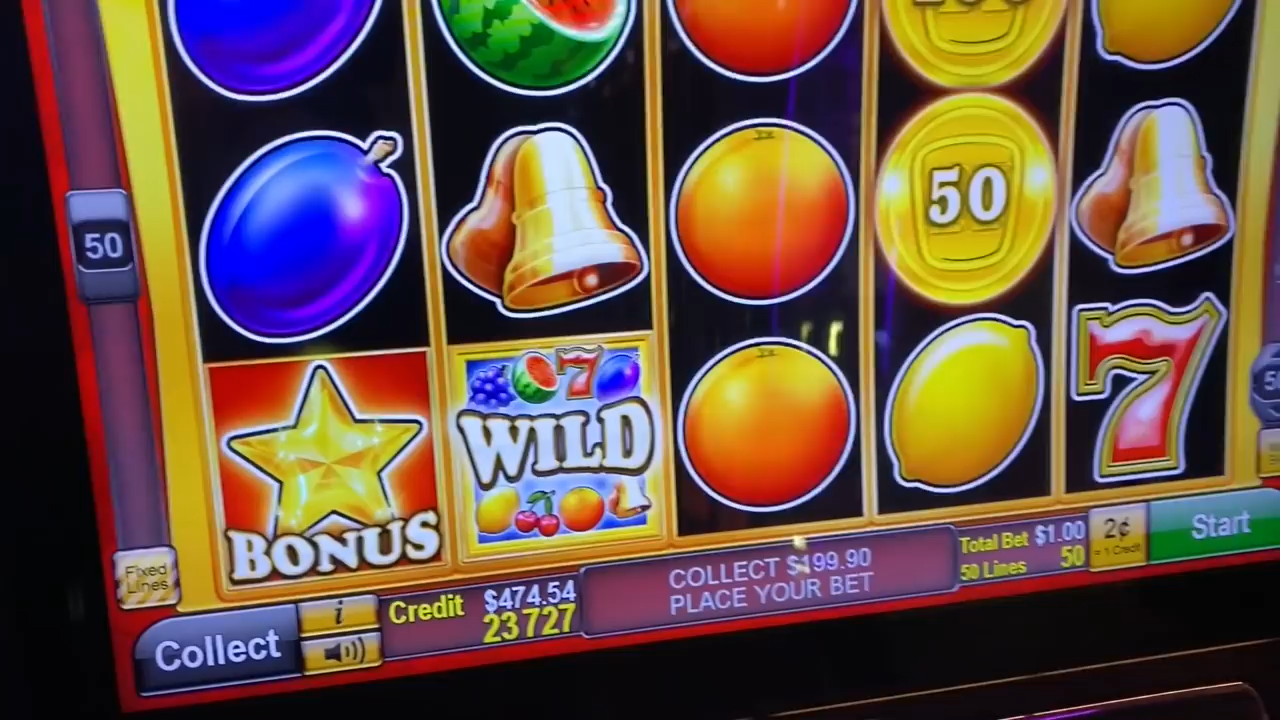 50
50
WILD
BONUS
Fixed
Lines
Collect
i
Credit $474.54
23727
COLLECT $199.90
PLACE YOUR BET
Total Bet $1.00
50 Lines 50
2¢
= 1 Credit
Start